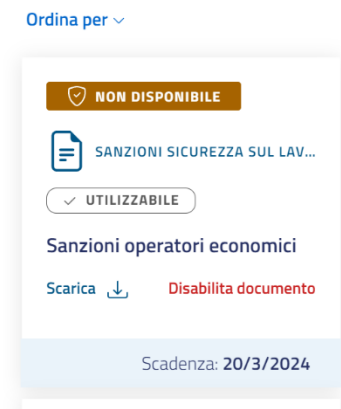 Ordina per
NON DISPONIBILE
SANZIONI SICUREZZA SUL LAV...
UTILIZZABILE
Sanzioni operatori economici
Scarica Disabilita documento
Scadenza: 20/3/2024